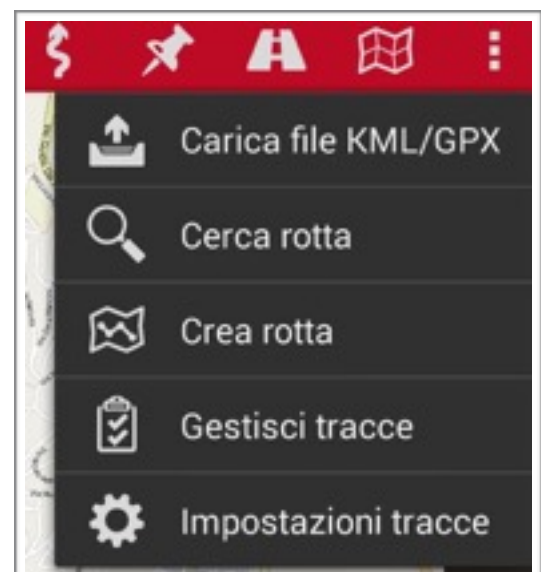 Carica file KML/GPX
Cerca rotta
Crea rotta
Gestisci tracce
Impostazioni tracce